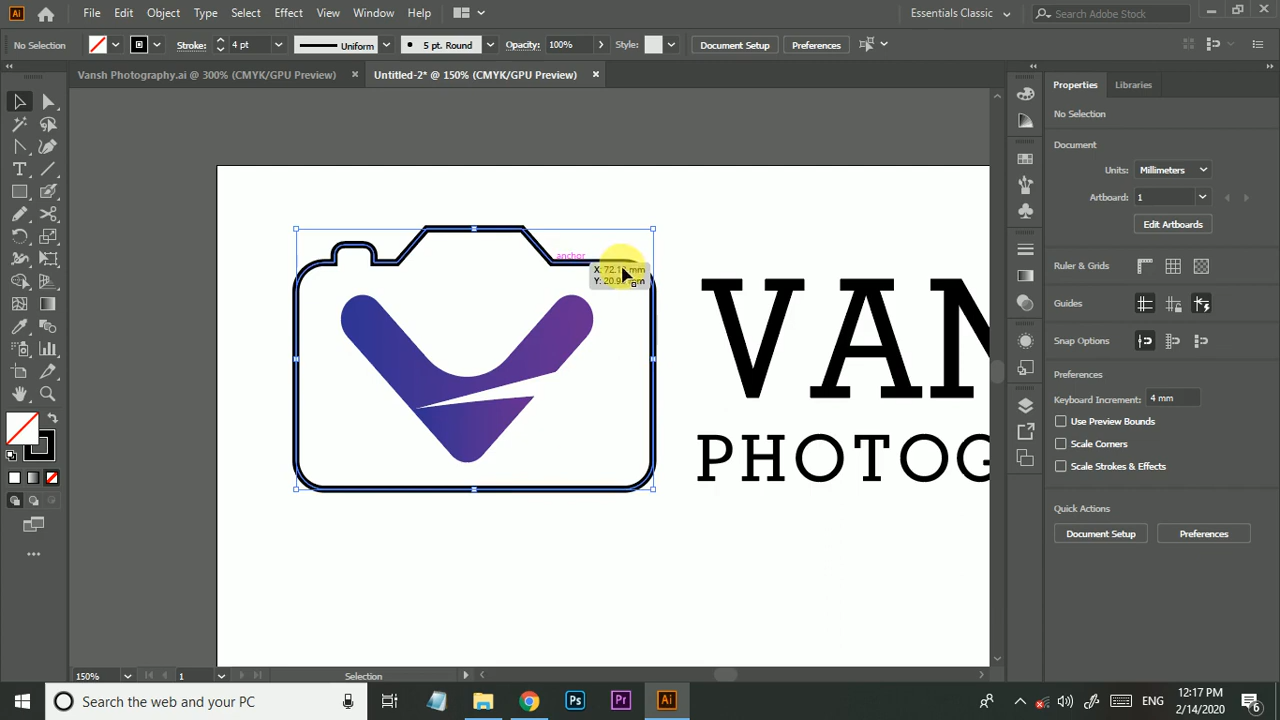 Ai File Edit Object Type Select Effect View Window Help Essentials Classic Search Adobe Stock
No Selection Stroke: 4 pt Uniform 5 pt. Round Opacity: 100% Style: Document Setup Preferences
Vansh Photography.ai @ 300% (CMYK/GPU Preview) × Untitled-2* @ 150% (CMYK/GPU Preview) ×
Properties Libraries
No Selection
Document
Units: Millimeters
Artboard: 1
Edit Artboards
Ruler & Grids
Guides
Snap Options
Preferences
Keyboard Increment: 4 mm
Use Preview Bounds
Scale Corners
Scale Strokes & Effects
Quick Actions
Document Setup Preferences
anchor
VAN
PHOTOG
150% 1 Selection
Search the web and your PC Ps Pr Ai ENG 12:17 PM
2/14/2020 6